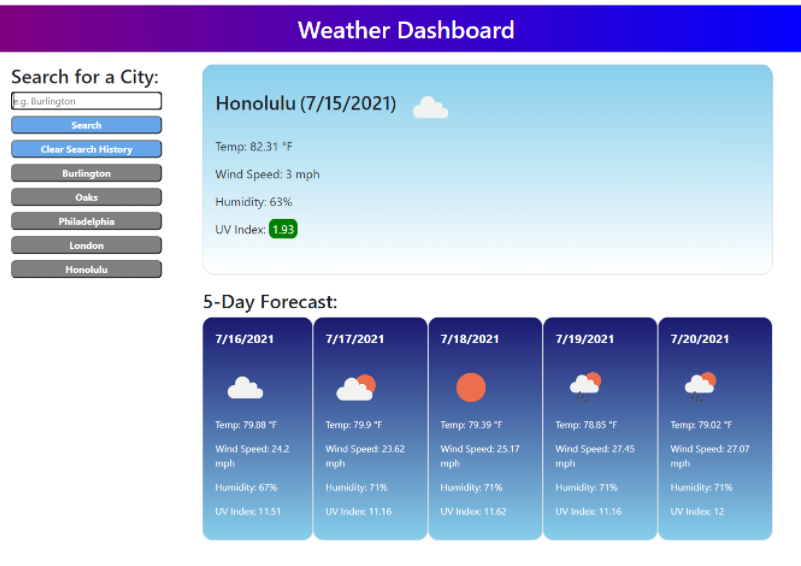 Weather Dashboard
Search for a City:
e.g. Burlington
Search
Clear Search History
Burlington
Oaks
Philadelphia
London
Honolulu
Honolulu (7/15/2021)
Temp: 82.31 °F
Wind Speed: 3 mph
Humidity: 63%
UV Index: 1.93
5-Day Forecast:
7/16/2021
Temp: 79.88 °F
Wind Speed: 24.2
mph
Humidity: 67%
UV Index: 11.51
7/17/2021
Temp: 79.9 °F
Wind Speed: 23.62
mph
Humidity: 71%
UV Index: 11.16
7/18/2021
Temp: 79.39 °F
Wind Speed: 25.17
mph
Humidity: 71%
UV Index: 11.62
7/19/2021
Temp: 78.85 °F
Wind Speed: 27.45
mph
Humidity: 71%
UV Index: 11.16
7/20/2021
Temp: 79.02 °F
Wind Speed: 27.07
mph
Humidity: 71%
UV Index: 12